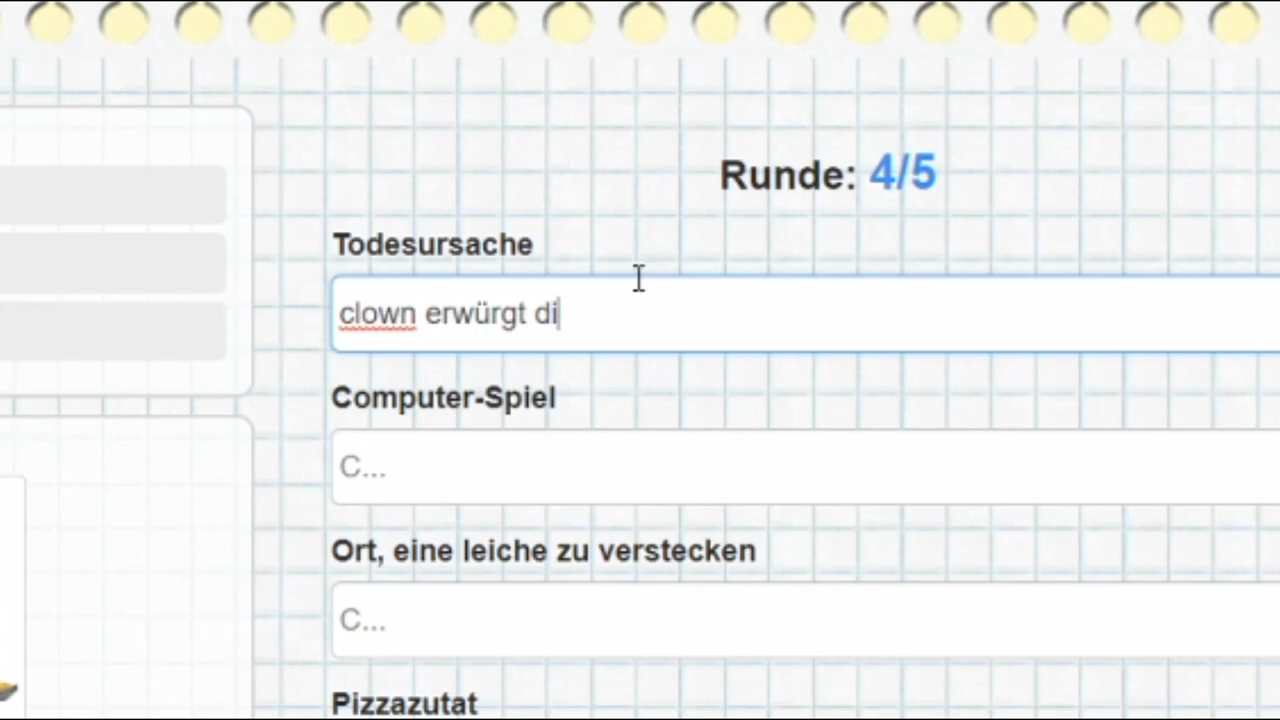 Runde: 4/5
Todesursache
clown erwürgt di
Computer-Spiel
C...
Ort, eine leiche zu verstecken
C...
Pizzazutat